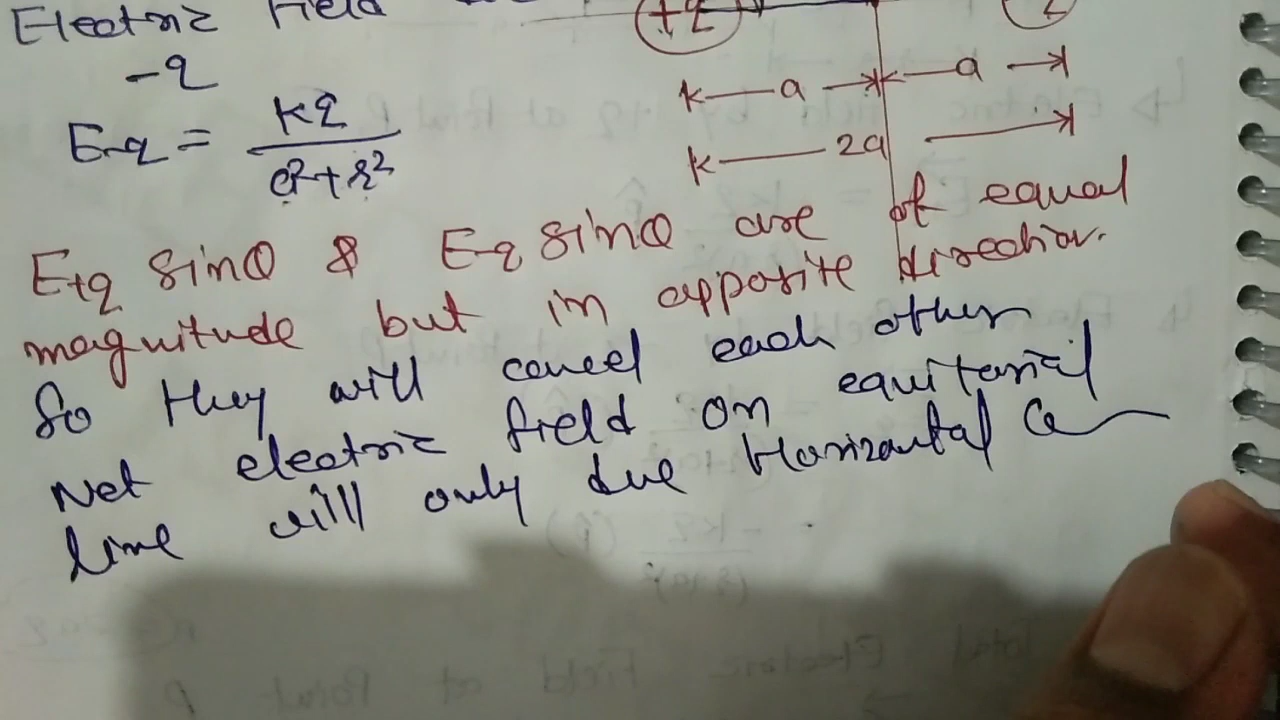 Electric Field
+q
-q
E-q = kq / a²+r²
k—a→k—a→
k—2a→
E+q sinθ & E-q sinθ are of equal
magnitude but in opposite direction.
So they will cancel each other
Net electric field on equitorial
line will only due Horizontal